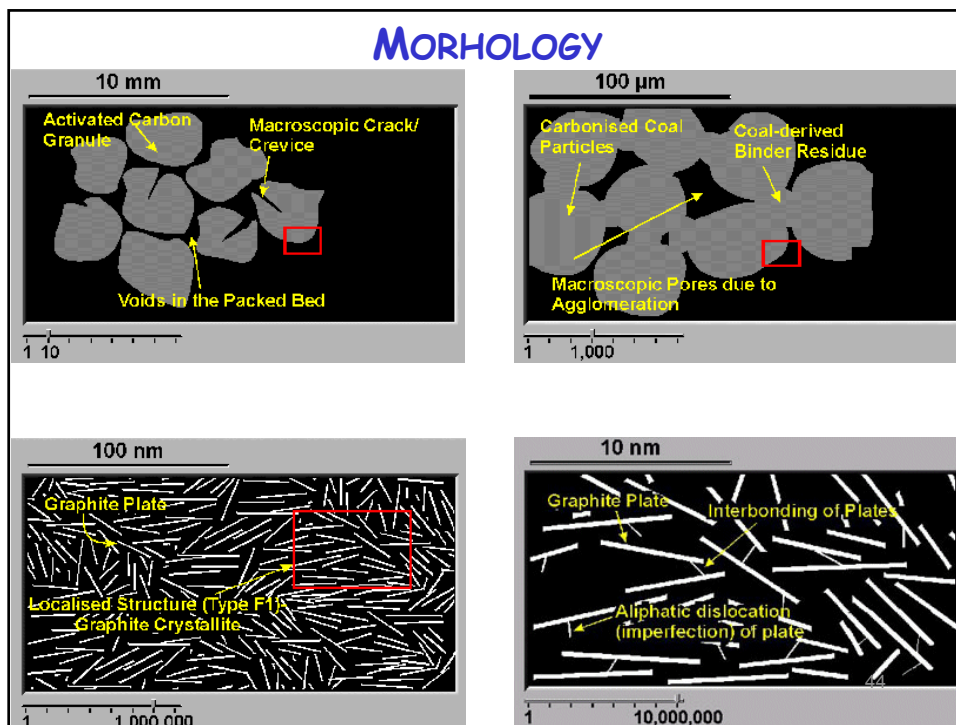 MORHOLOGY
10 mm
Activated Carbon
Granule
Macroscopic Crack/
Crevice
Voids in the Packed Bed
1 10
100 µm
Carbonised Coal
Particles
Coal-derived
Binder Residue
Macroscopic Pores due to
Agglomeration
1 1,000
100 nm
Graphite Plate
Localised Structure (Type F1)-
Graphite Crystallite
1 1,000,000
10 nm
Graphite Plate
Interbonding of Plates
Aliphatic dislocation
(imperfection) of plate
44
1 10,000,000